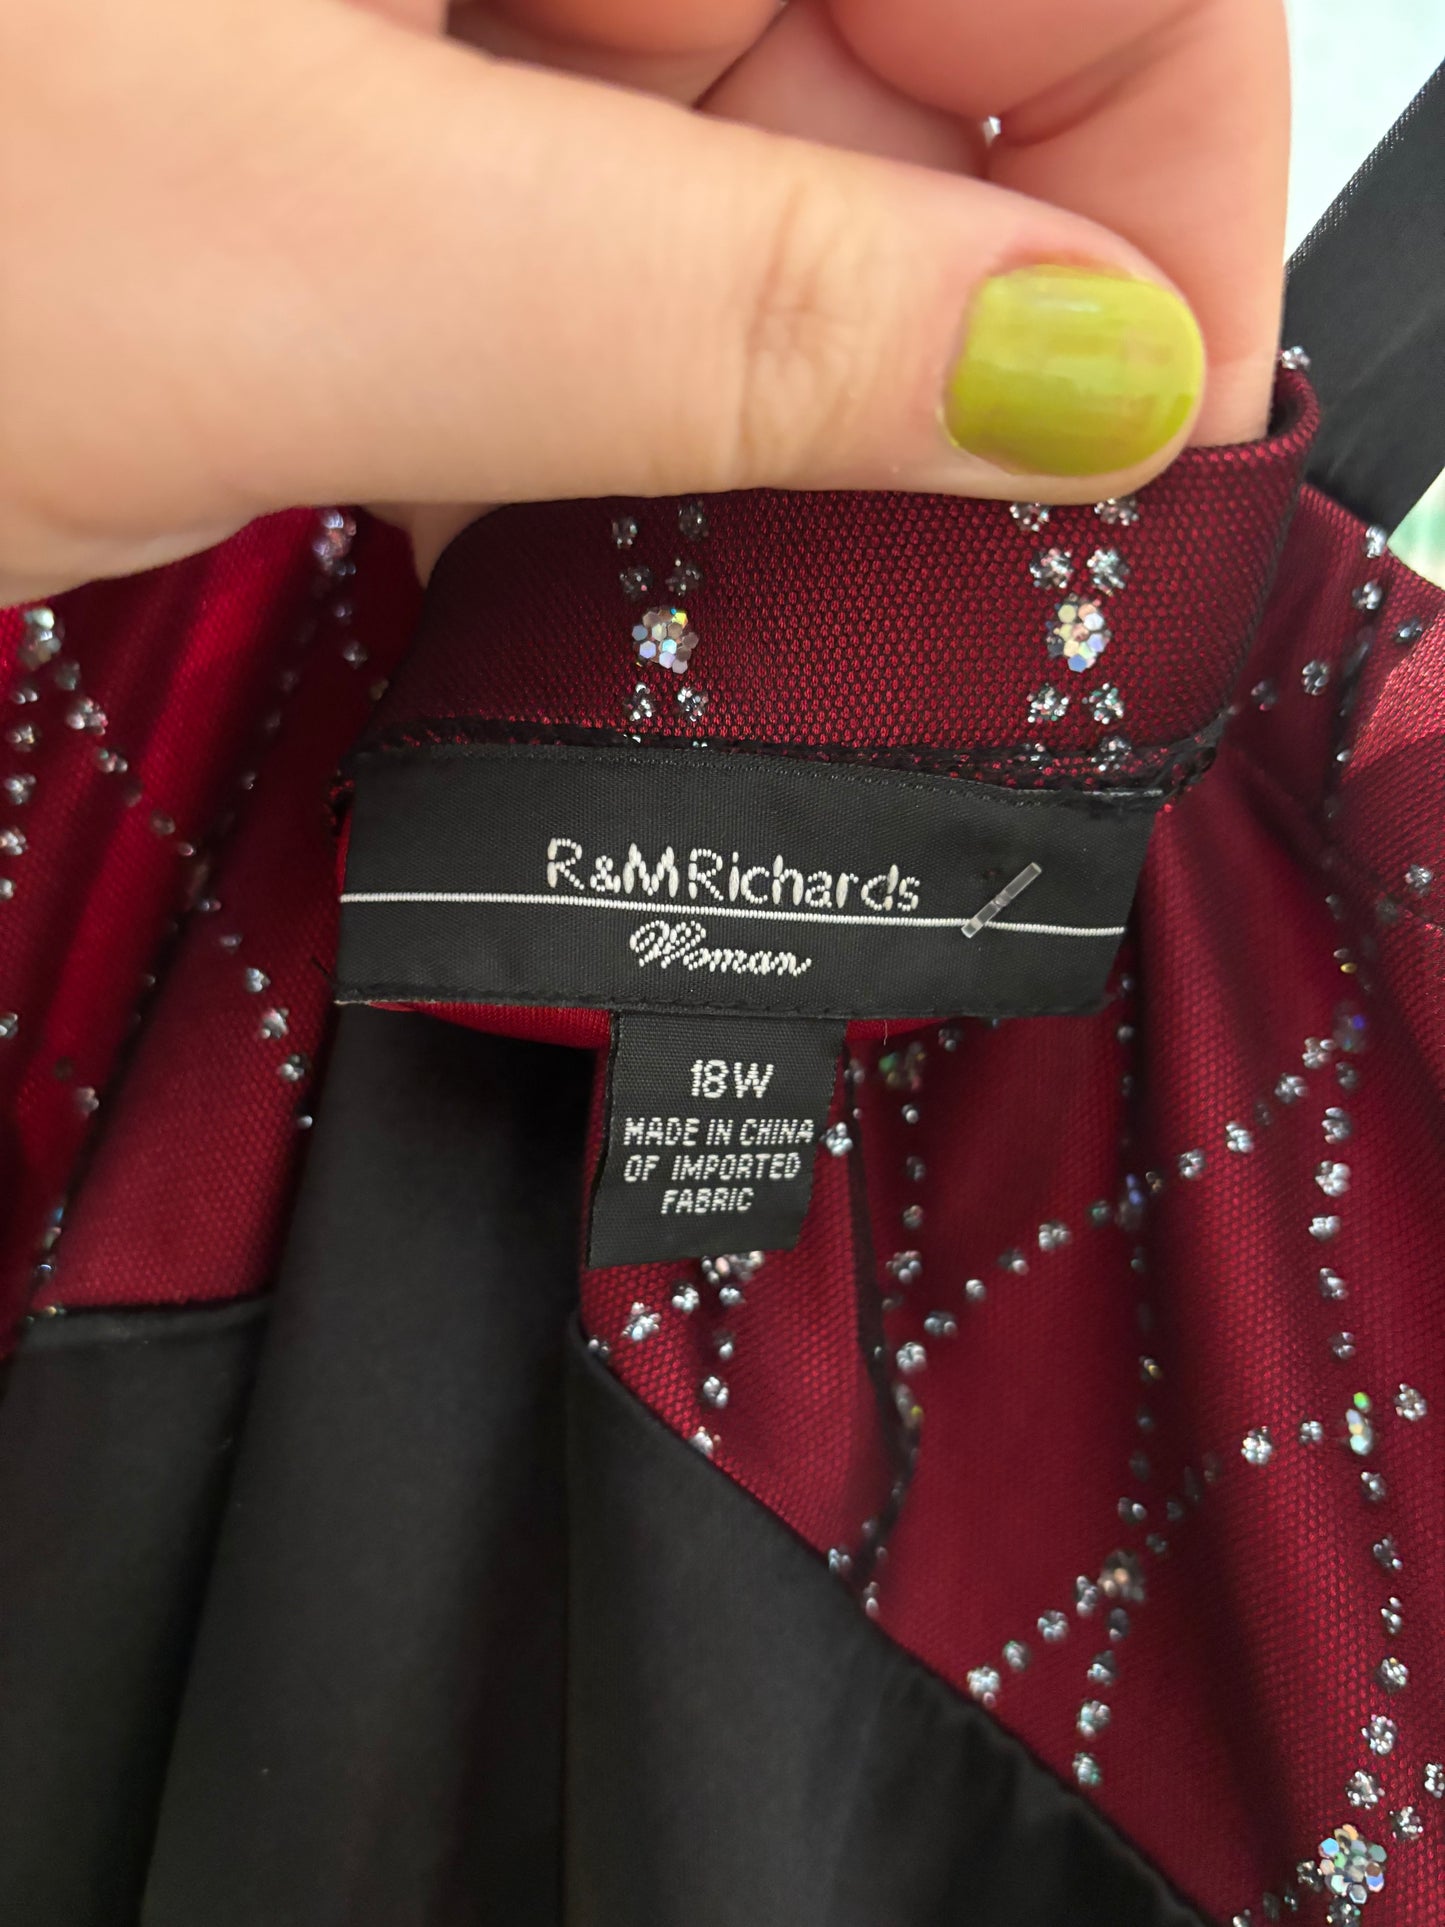 R&M Richards
Woman
18W
MADE IN CHINA
OF IMPORTED
FABRIC